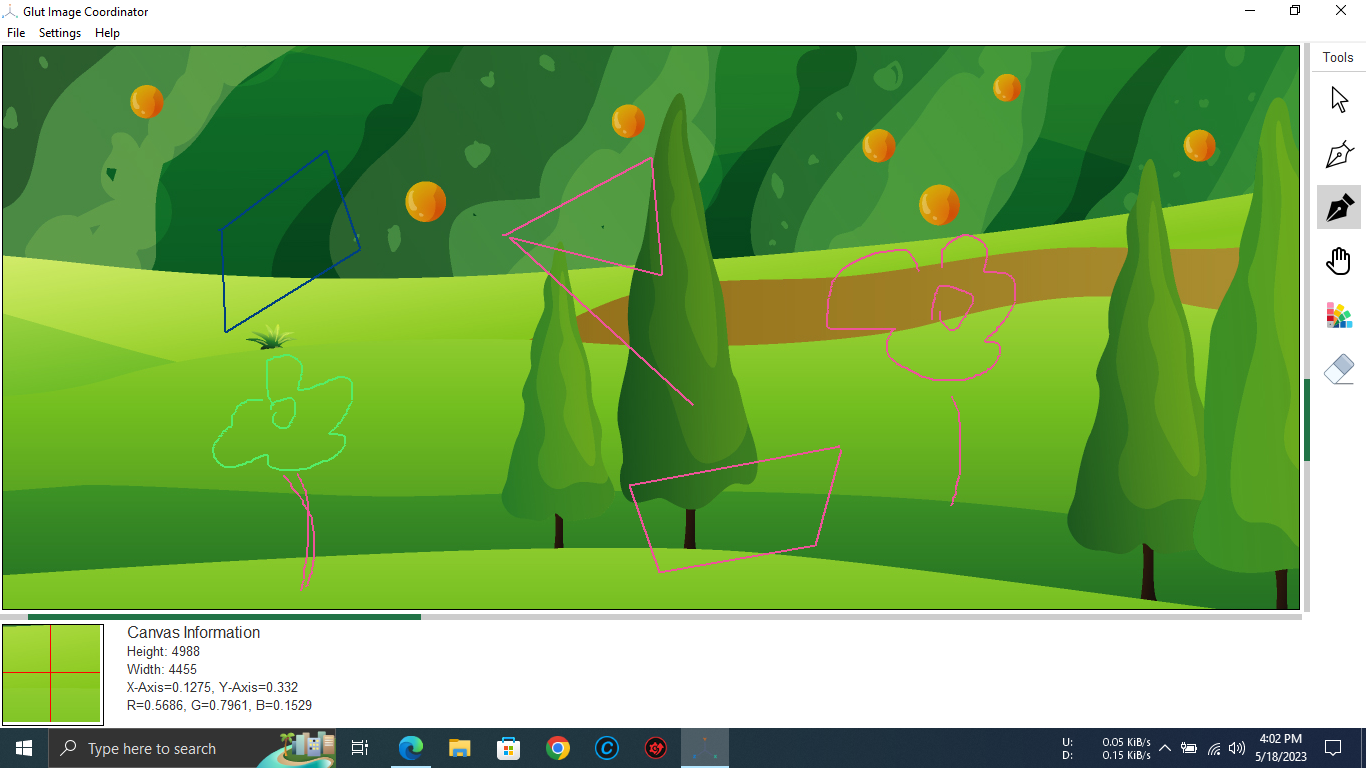 Glut Image Coordinator
File Settings Help
Tools
Canvas Information
Height: 4988
Width: 4455
X-Axis=0.1275, Y-Axis=0.332
R=0.5686, G=0.7961, B=0.1529
Type here to search
U: 0.05 KiB/s
D: 0.15 KiB/s
4:02 PM
5/18/2023